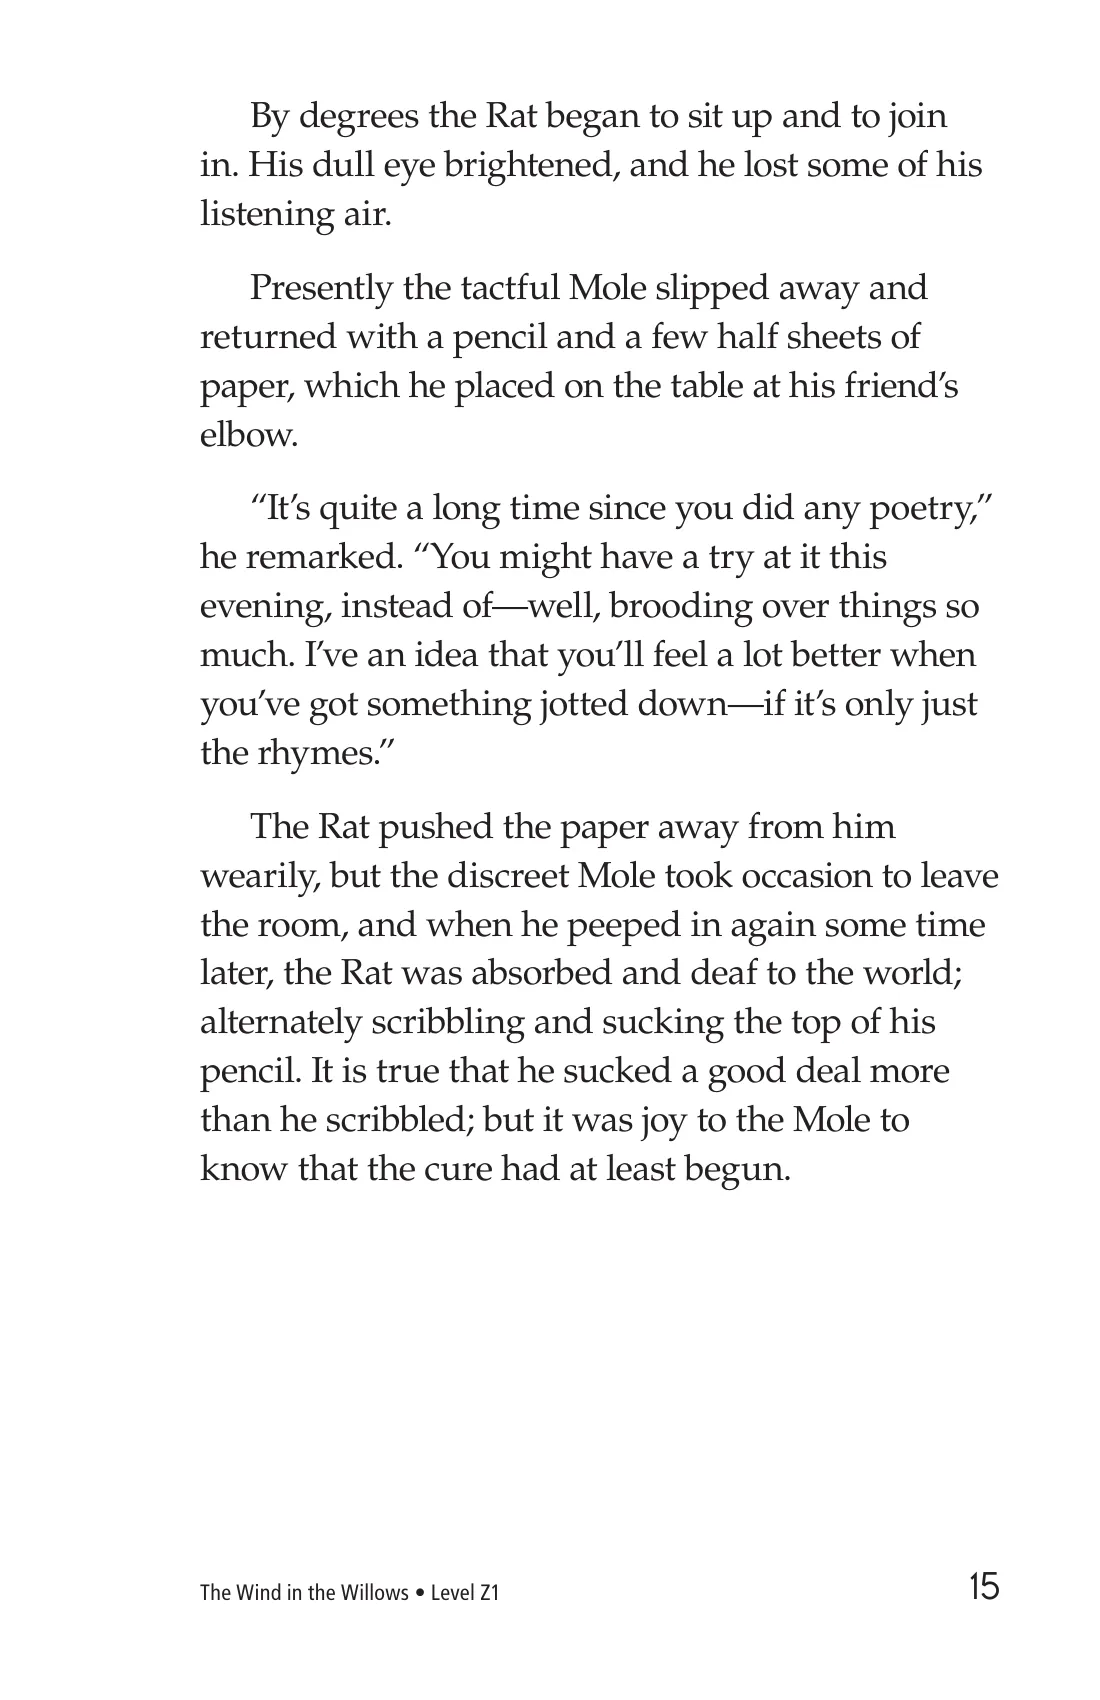 By degrees the Rat began to sit up and to join
in. His dull eye brightened, and he lost some of his
listening air.
Presently the tactful Mole slipped away and
returned with a pencil and a few half sheets of
paper, which he placed on the table at his friend’s
elbow.
“It’s quite a long time since you did any poetry,”
he remarked. “You might have a try at it this
evening, instead of—well, brooding over things so
much. I’ve an idea that you’ll feel a lot better when
you’ve got something jotted down—if it’s only just
the rhymes.”
The Rat pushed the paper away from him
wearily, but the discreet Mole took occasion to leave
the room, and when he peeped in again some time
later, the Rat was absorbed and deaf to the world;
alternately scribbling and sucking the top of his
pencil. It is true that he sucked a good deal more
than he scribbled; but it was joy to the Mole to
know that the cure had at least begun.
The Wind in the Willows • Level Z1
15